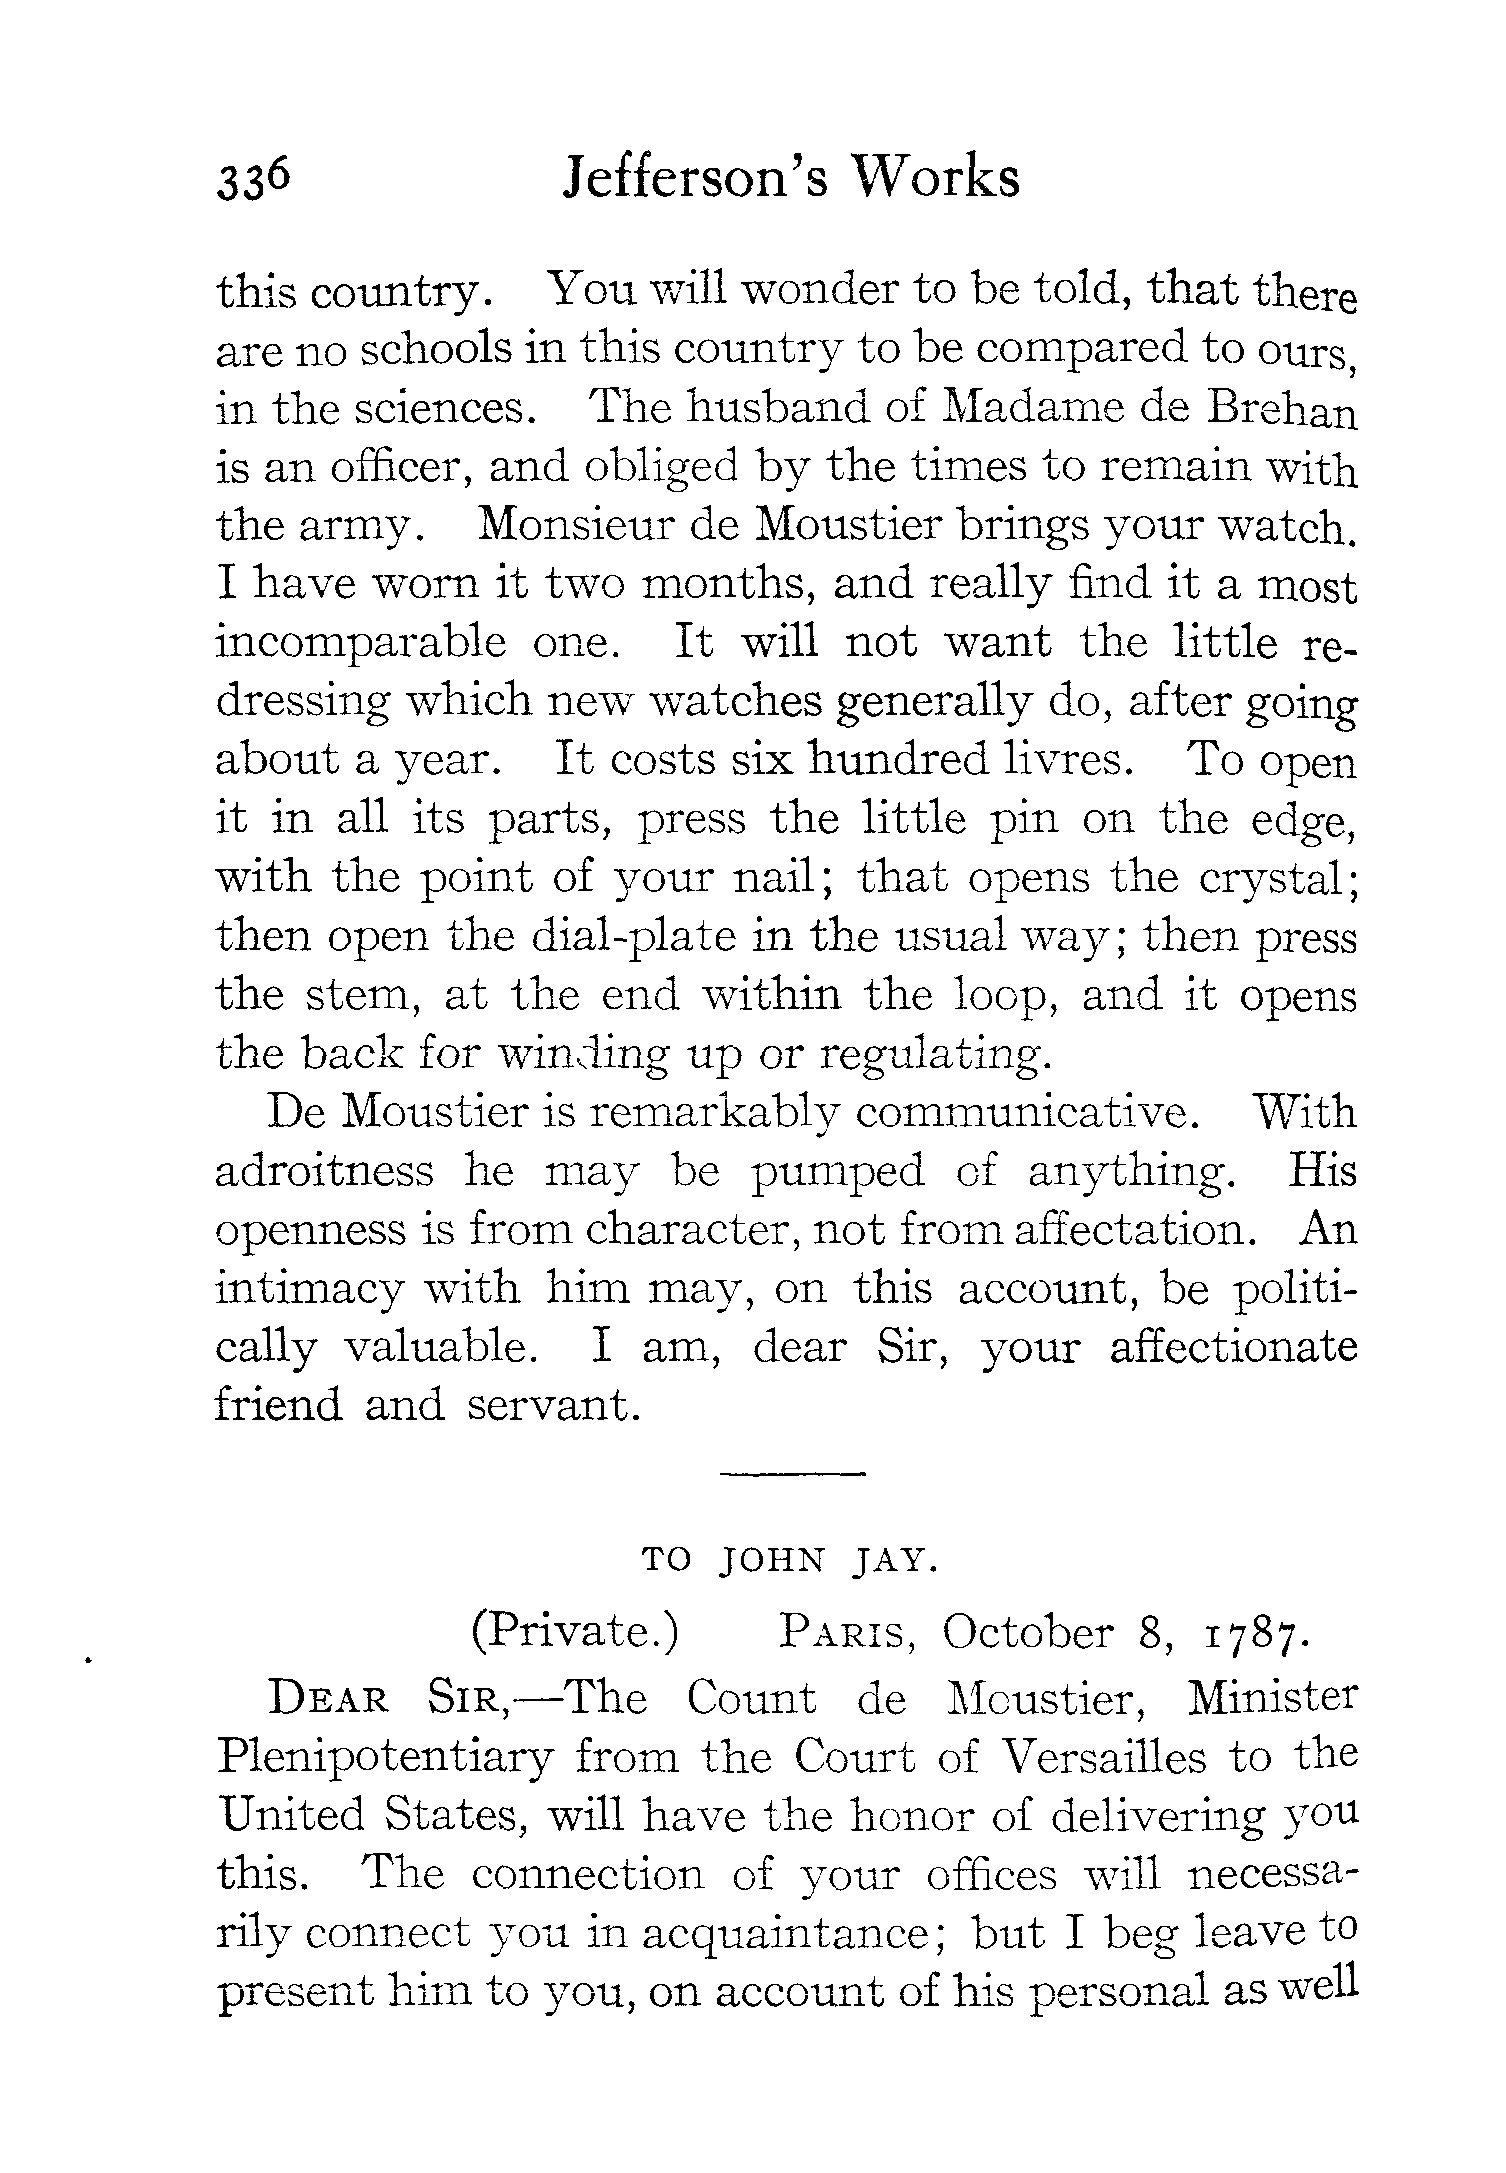 336 Jefferson's Works
this country. You will wonder to be told, that there
are no schools in this country to be compared to ours,
in the sciences. The husband of Madame de Brehan
is an officer, and obliged by the times to remain with
the army. Monsieur de Moustier brings your watch.
I have worn it two months, and really find it a most
incomparable one. It will not want the little re-
dressing which new watches generally do, after going
about a year. It costs six hundred livres. To open
it in all its parts, press the little pin on the edge,
with the point of your nail; that opens the crystal;
then open the dial-plate in the usual way; then press
the stem, at the end within the loop, and it opens
the back for winding up or regulating.
De Moustier is remarkably communicative. With
adroitness he may be pumped of anything. His
openness is from character, not from affectation. An
intimacy with him may, on this account, be politi-
cally valuable. I am, dear Sir, your affectionate
friend and servant.
TO JOHN JAY.
(Private.) PARIS, October 8, 1787.
DEAR SIR,—The Count de Moustier, Minister
Plenipotentiary from the Court of Versailles to the
United States, will have the honor of delivering you
this. The connection of your offices will necessa-
rily connect you in acquaintance; but I beg leave to
present him to you, on account of his personal as well